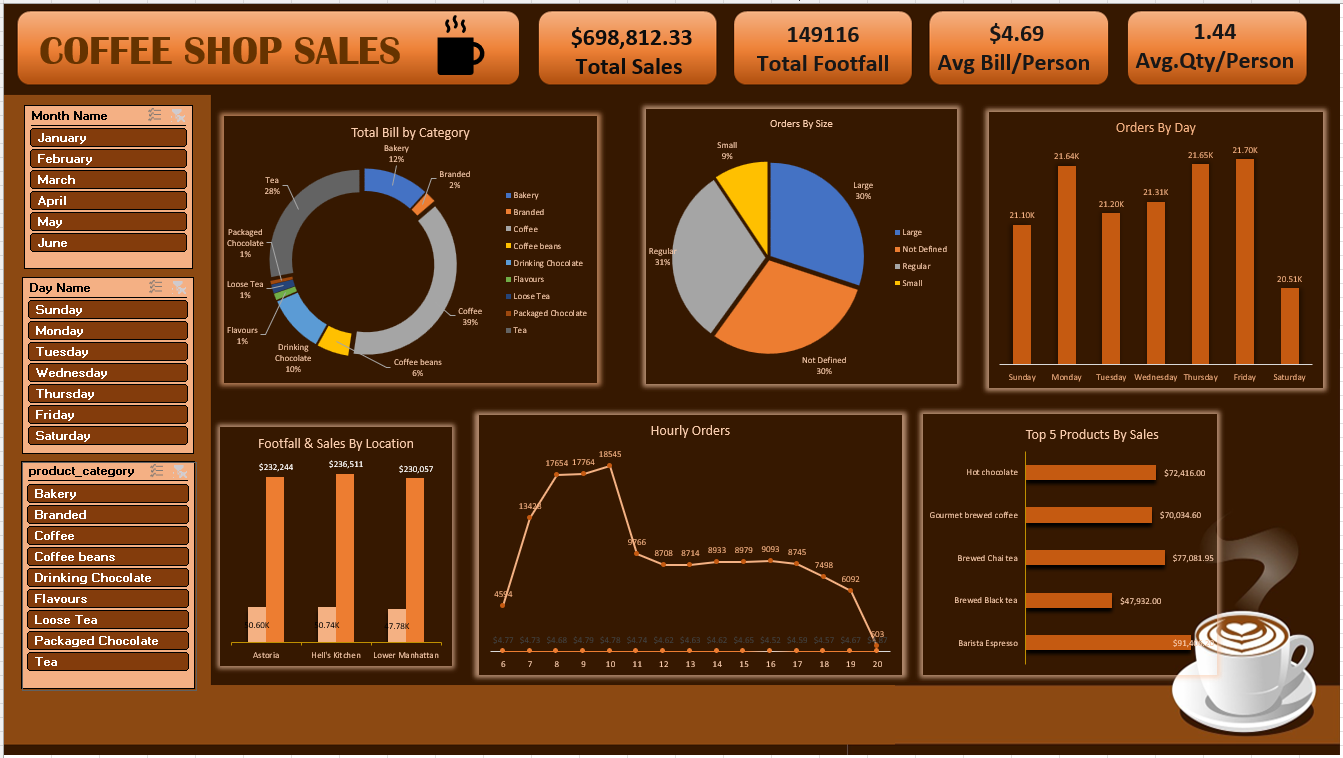 COFFEE SHOP SALES
$698,812.33
Total Sales
149116
Total Footfall
$4.69
Avg Bill/Person
1.44
Avg.Qty/Person
Month Name
January
February
March
April
May
June
Day Name
Sunday
Monday
Tuesday
Wednesday
Thursday
Friday
Saturday
product_category
Bakery
Branded
Coffee
Coffee beans
Drinking Chocolate
Flavours
Loose Tea
Packaged Chocolate
Tea
Total Bill by Category
Bakery
12%
Branded
2%
Coffee
39%
Coffee beans
6%
Drinking
Chocolate
10%
Flavours
1%
Loose Tea
1%
Packaged
Chocolate
1%
Tea
28%
Bakery
Branded
Coffee
Coffee beans
Drinking Chocolate
Flavours
Loose Tea
Packaged Chocolate
Tea
Orders By Size
Small
9%
Large
30%
Regular
31%
Not Defined
30%
Large
Not Defined
Regular
Small
Orders By Day
21.10K
21.64K
21.20K
21.31K
21.65K
21.70K
20.51K
Sunday
Monday
Tuesday
Wednesday
Thursday
Friday
Saturday
Footfall & Sales By Location
$232,244
$236,511
$230,057
0.60K
0.74K
7.78K
Astoria
Hell's Kitchen
Lower Manhattan
Hourly Orders
4594
13428
17654
17764
18545
9766
8708
8714
8933
8979
9093
8745
7498
6092
603
$4.77
$4.73
$4.68
$4.79
$4.78
$4.74
$4.62
$4.63
$4.62
$4.65
$4.52
$4.59
$4.57
$4.67
6
7
8
9
10
11
12
13
14
15
16
17
18
19
20
Top 5 Products By Sales
Hot chocolate
$72,416.00
Gourmet brewed coffee
$70,034.60
Brewed Chai tea
$77,081.95
Brewed Black tea
$47,932.00
Barista Espresso